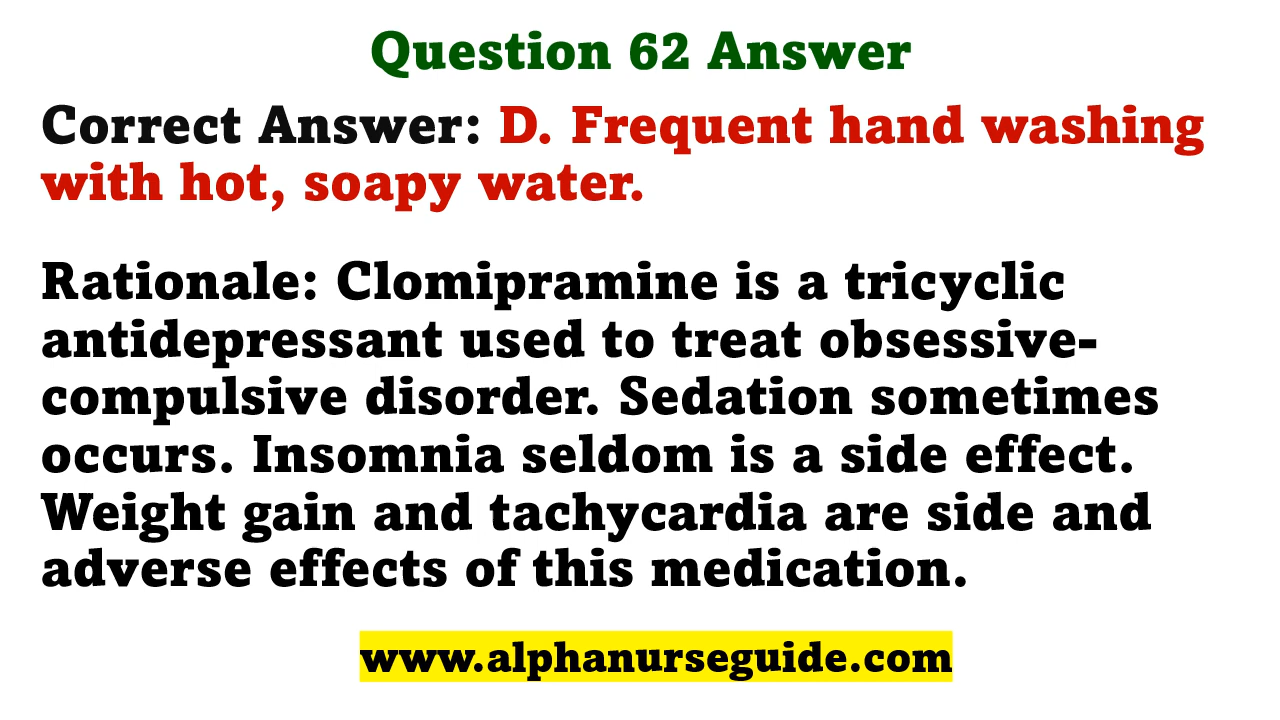 Question 62 Answer
Correct Answer: D. Frequent hand washing
with hot, soapy water.
Rationale: Clomipramine is a tricyclic
antidepressant used to treat obsessive-
compulsive disorder. Sedation sometimes
occurs. Insomnia seldom is a side effect.
Weight gain and tachycardia are side and
adverse effects of this medication.
www.alphanurseguide.com